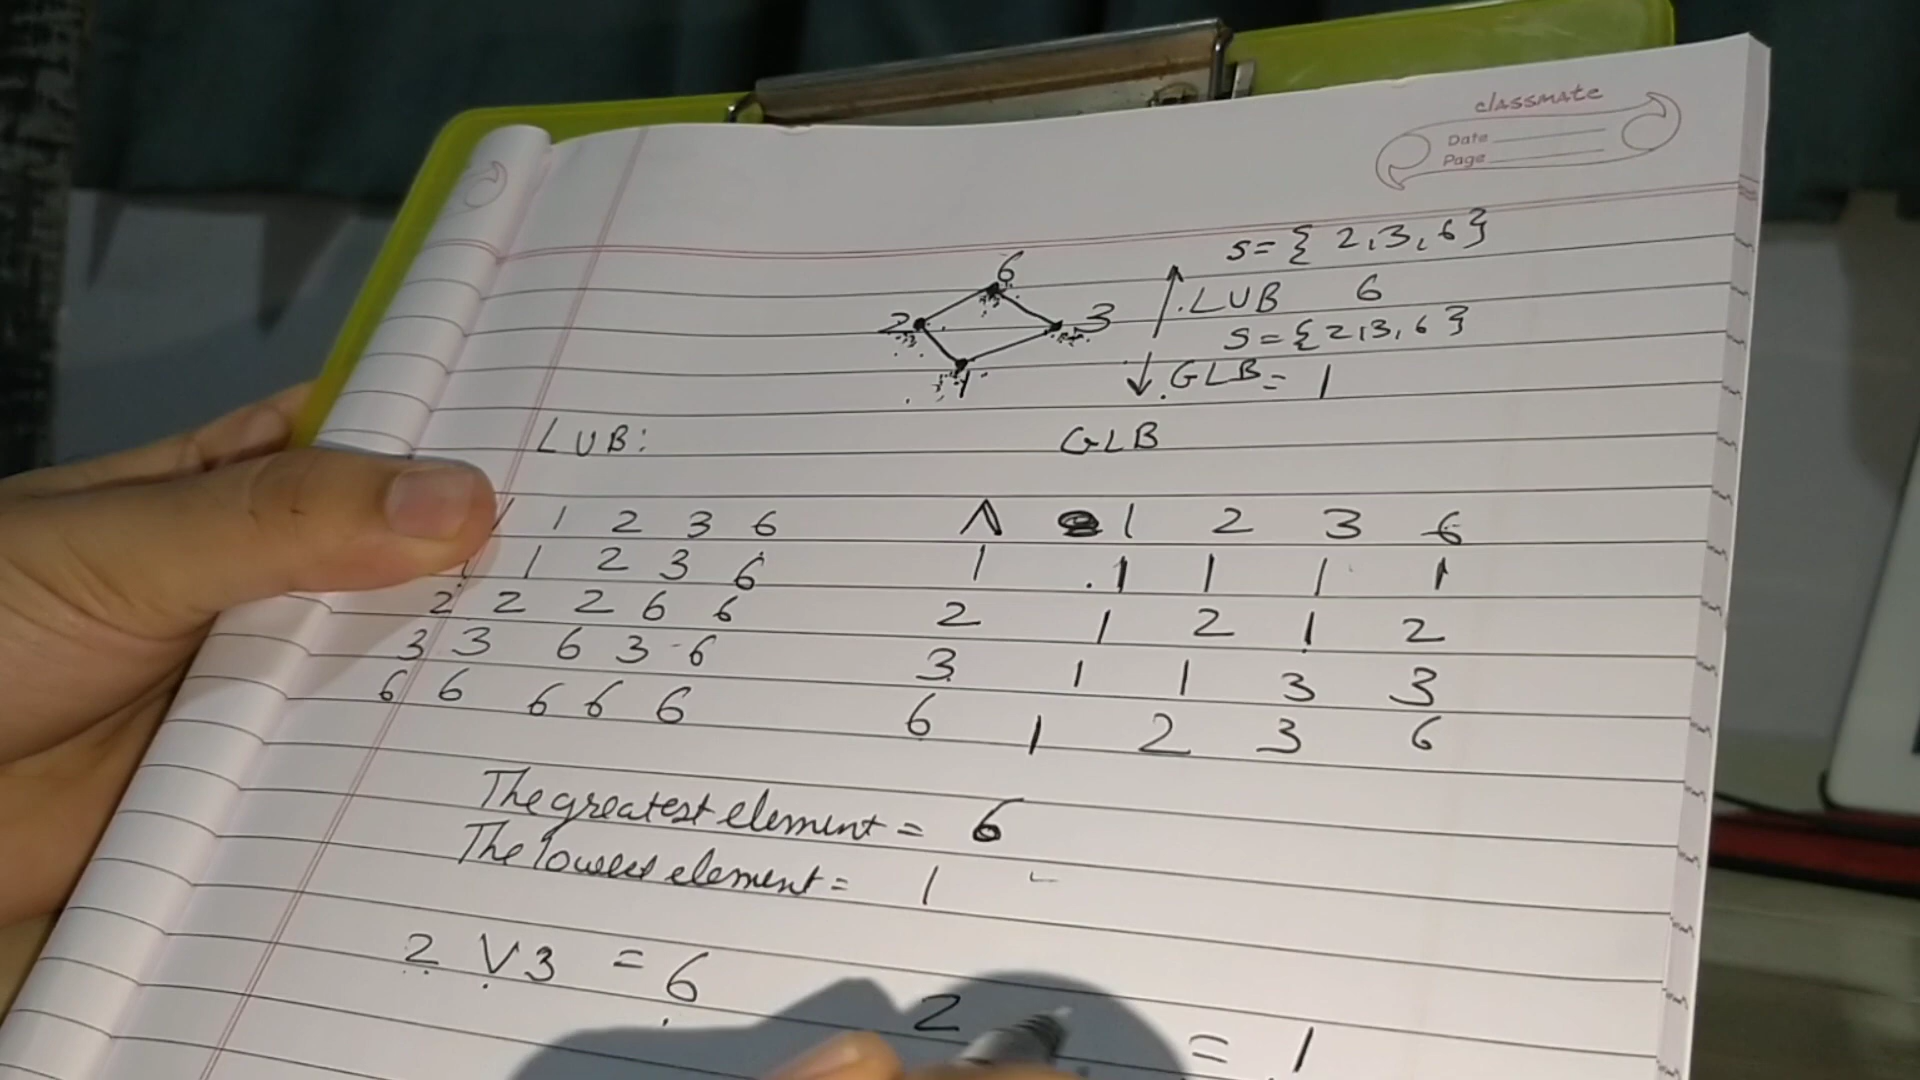 classmate
Date
Page
S = { 2, 3, 6 }
6
.LUB 6
2 3
S = { 2, 3, 6 }
1
.GLB = 1
LUB: GLB
1 2 3 6
1 2 3 6
2 2 2 6 6
3 3 6 3 6
6 6 6 6 6
∧ 1 2 3 6
1 1 1 1 1
2 1 2 1 2
3 1 1 3 3
6 1 2 3 6
The greatest element = 6
The lowest element = 1
2 V 3 = 6
2 = 1